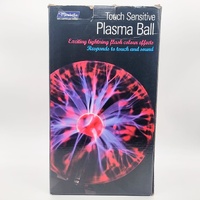 Touch Sensitive
Plasma Ball
Exciting lightning flash colour effects
Responds to touch and sound